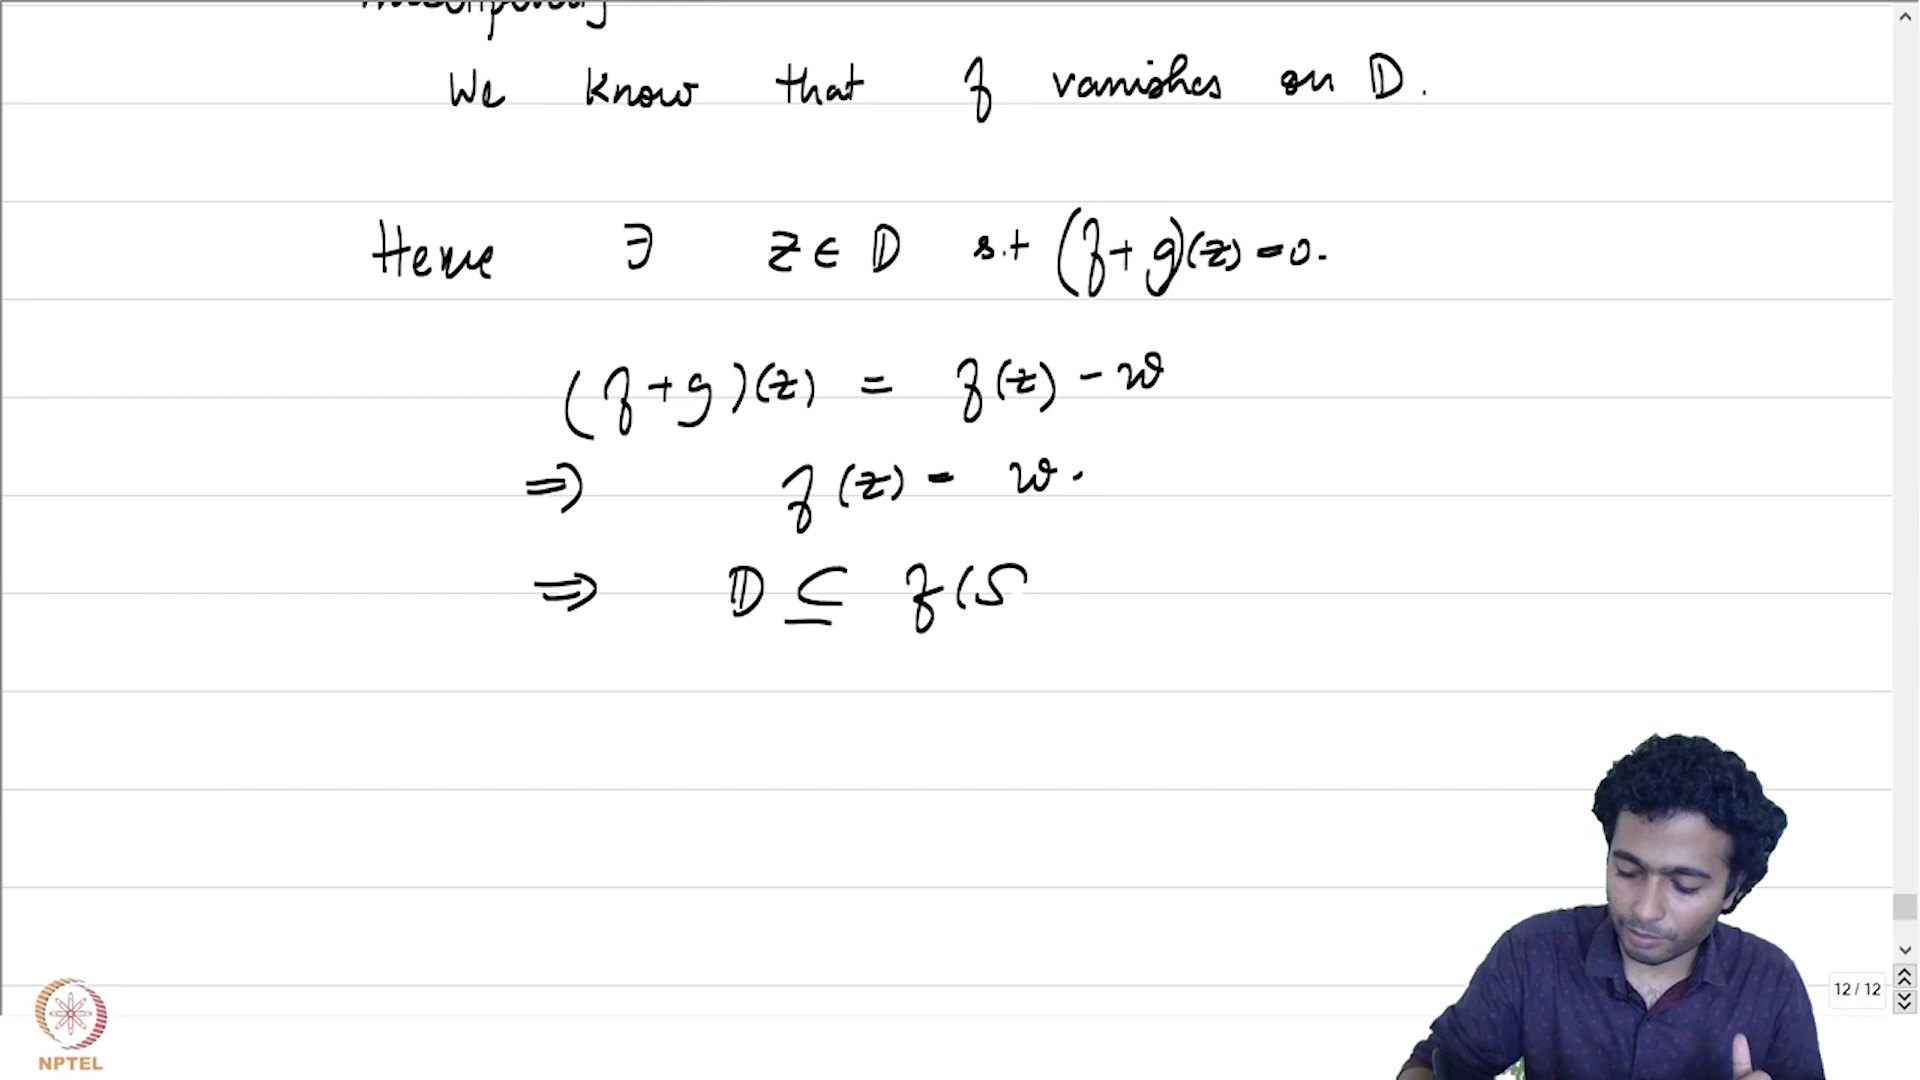 We know that f vanishes on 𝔻.
Hence ∃ z ∈ 𝔻 s.t (f+g)(z) = 0.
(f+g)(z) = f(z) - w
⇒ f(z) = w.
⇒ 𝔻 ⊆ f(S
12 / 12
NPTEL